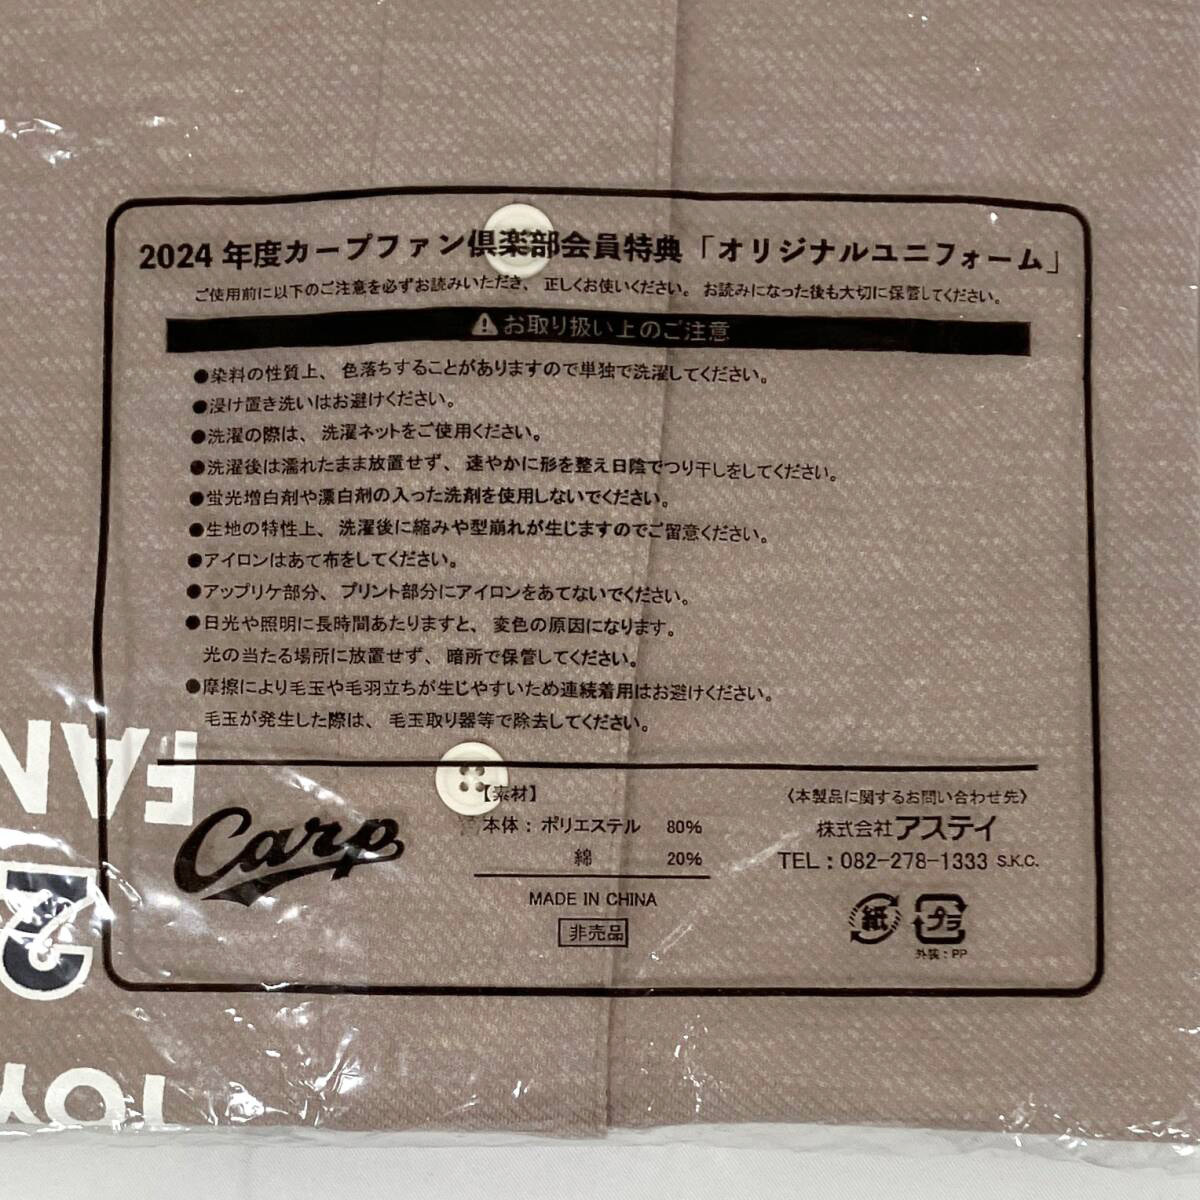 2024 年度カープファン倶楽部会員特典「オリジナルユニフォーム」
ご使用前に以下のご注意を必ずお読みいただき、正しくお使いください。お読みになった後も大切に保管してください。
⚠お取り扱い上のご注意
●染料の性質上、色落ちすることがありますので単独で洗濯してください。
●浸け置き洗いはお避けください。
●洗濯の際は、洗濯ネットをご使用ください。
●洗濯後は濡れたまま放置せず、速やかに形を整え日陰でつり干しをしてください。
●蛍光増白剤や漂白剤の入った洗剤を使用しないでください。
●生地の特性上、洗濯後に縮みや型崩れが生じますのでご留意ください。
●アイロンはあて布をしてください。
●アップリケ部分、プリント部分にアイロンをあてないでください。
●日光や照明に長時間あたりますと、変色の原因になります。
光の当たる場所に放置せず、暗所で保管してください。
●摩擦により毛玉や毛羽立ちが生じやすいため連続着用はお避けください。
毛玉が発生した際は、毛玉取り器等で除去してください。
Carp
【素材】
本体：ポリエステル 80%
綿 20%
MADE IN CHINA
非売品
〈本製品に関するお問い合わせ先〉
株式会社アステイ
TEL：082-278-1333 S.K.C.
紙
プラ
外装：PP
FAN
2
TOY